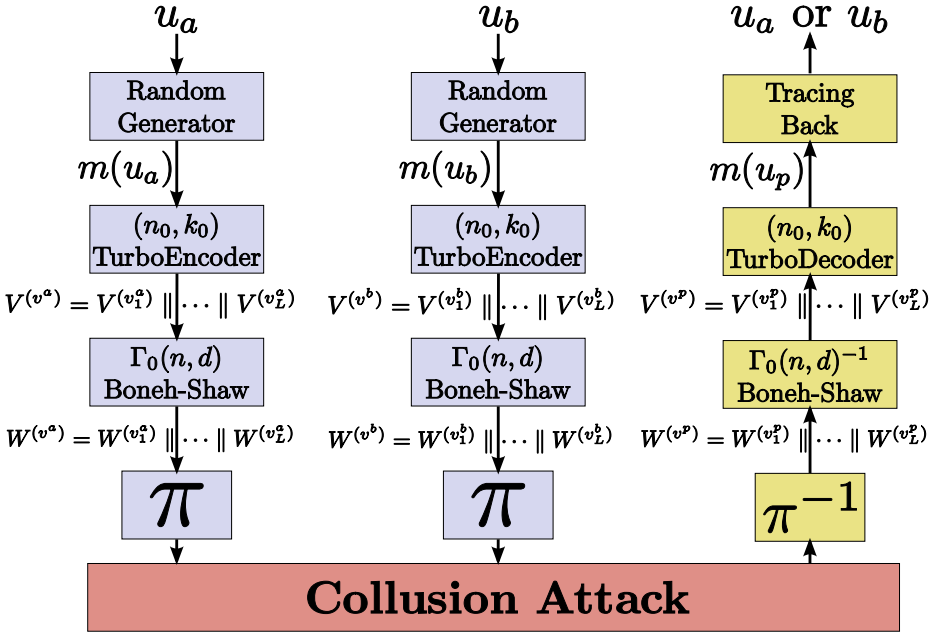 u_a
Random
Generator
m(u_a)
(n_0, k_0)
TurboEncoder
V^(v^a) = V^(v_1^a) ∥ ⋯ ∥ V^(v_L^a)
Γ_0(n, d)
Boneh-Shaw
W^(v^a) = W^(v_1^a) ∥ ⋯ ∥ W^(v_L^a)
π
u_b
Random
Generator
m(u_b)
(n_0, k_0)
TurboEncoder
V^(v^b) = V^(v_1^b) ∥ ⋯ ∥ V^(v_L^b)
Γ_0(n, d)
Boneh-Shaw
W^(v^b) = W^(v_1^b) ∥ ⋯ ∥ W^(v_L^b)
π
u_a or u_b
Tracing
Back
m(u_p)
(n_0, k_0)
TurboDecoder
V^(v^p) = V^(v_1^p) ∥ ⋯ ∥ V^(v_L^p)
Γ_0(n, d)^−1
Boneh-Shaw
W^(v^p) = W^(v_1^p) ∥ ⋯ ∥ W^(v_L^p)
π^−1
Collusion Attack